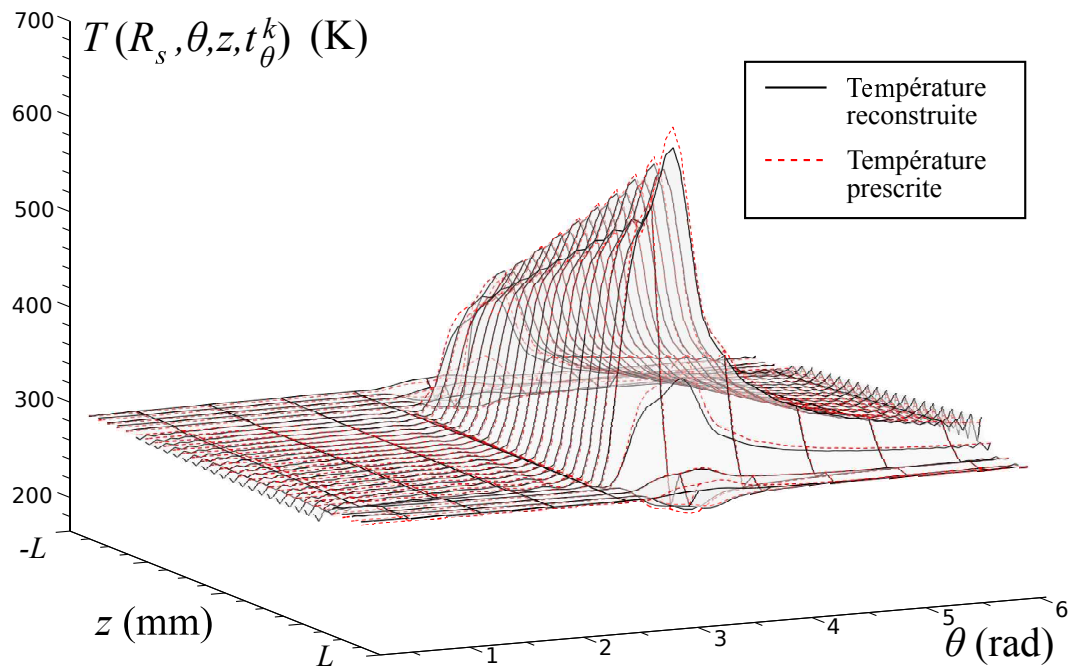 700
T (R_s ,θ,z,t_θ^k) (K)
600
500
400
300
200
Température
reconstruite
Température
prescrite
-L
z (mm)
L
1
2
3
4
5
6
θ (rad)